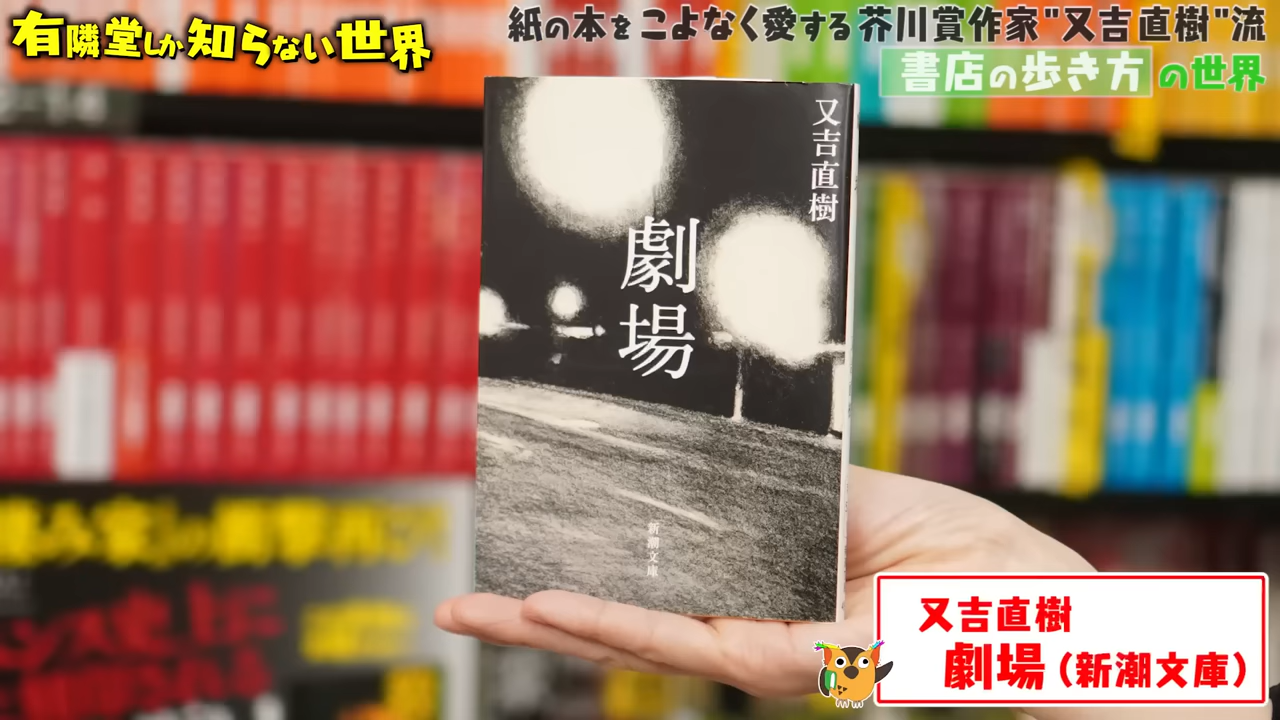 有隣堂しか知らない世界
紙の本をこよなく愛する芥川賞作家"又吉直樹"流
書店の歩き方の世界
又吉直樹
劇場
新潮文庫
又吉直樹
劇場(新潮文庫)